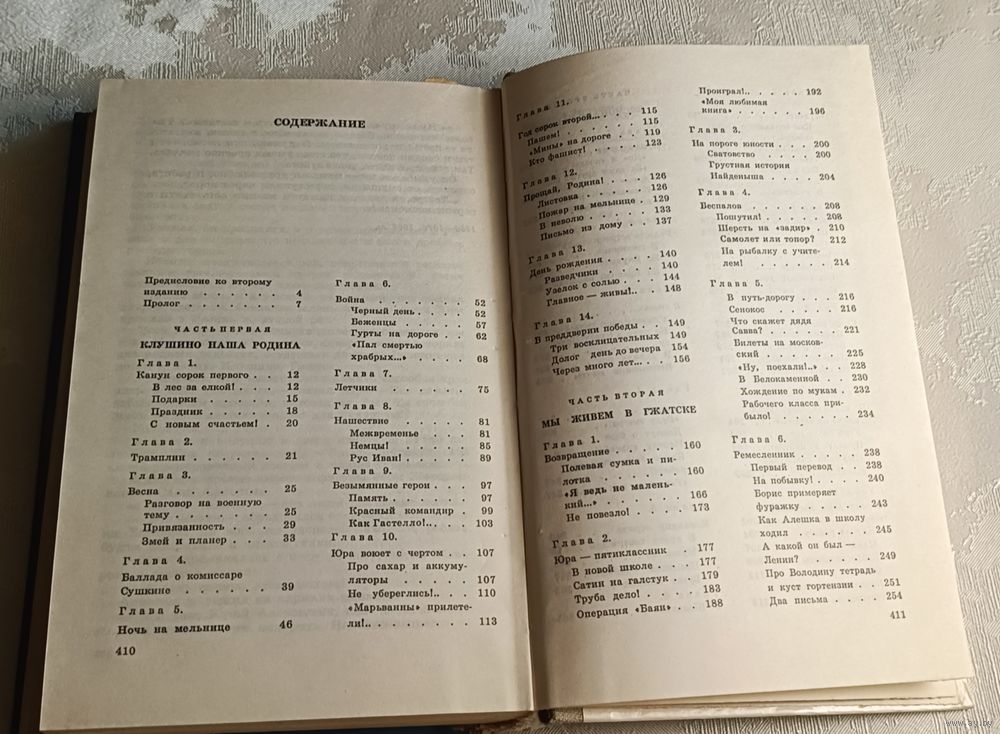 СОДЕРЖАНИЕ
Предисловие ко второму
изданию . . . . . . 4
Пролог . . . . . . . 7
ЧАСТЬ ПЕРВАЯ
КЛУШИНО НАША РОДИНА
Глава 1.
Канун сорок первого . . 12
В лес за елкой! . . . 12
Подарки . . . . . 15
Праздник . . . . . 18
С новым счастьем! . 20
Глава 2.
Трамплин . . . . . 21
Глава 3.
Весна . . . . . . . 25
Разговор на военную
тему . . . . . . . 25
Привязанность . . . 29
Змей и планер . . . 33
Глава 4.
Баллада о комиссаре
Сушкине . . . . . 39
Глава 5.
Ночь на мельнице 46
410
Глава 6.
Война . . . . . . . . 52
Черный день . . . . 52
Беженцы . . . . . 57
Гурты на дороге . . 62
«Пал смертью
храбрых...» . . . . . 68
Глава 7.
Летчики . . . . . . 75
Глава 8.
Нашествие . . . . . 81
Межвременье . . . 81
Немцы! . . . . . . 85
Рус Иван! . . . . . 89
Глава 9.
Безымянные герои . . . 97
Память . . . . . . 97
Красный командир . 99
Как Гастелло!.. . . . 103
Глава 10.
Юра воюет с чертом . . 107
Про сахар и аккуму-
ляторы . . . . . . 107
Не убереглись!.. . . 110
«Марьванны» прилете-
ли!.. . . . . . . . 113
Глава 11.
Год сорок второй... . . 115
Пашем! . . . . . . 115
«Мины» на дороге . . 119
Кто фашист! . . . . 123
Глава 12.
Прощай, Родина! . . . 126
Листовка . . . . . 126
Пожар на мельнице . 129
В неволю . . . . . 133
Письмо из дому . . 137
Глава 13.
День рождения . . . . 140
Разведчики . . . . 140
Узелок с солью . . . 144
Главное — живы!.. . 148
Глава 14.
В преддверии победы . . 149
Три восклицательных 149
Долог день до вечера 154
Через много лет... . . 156
ЧАСТЬ ВТОРАЯ
МЫ ЖИВЕМ В ГЖАТСКЕ
Глава 1.
Возвращение . . . . . 160
Полевая сумка и пи-
лотка . . . . . . . 160
«Я ведь не малень-
кий...» . . . . . . 166
Не повезло! . . . . 173
Глава 2.
Юра — пятиклассник . 177
В новой школе . . . 177
Сатин на галстук . . 179
Труба дело! . . . . 183
Операция «Баян» . . 188
Проиграл!.. . . . . 192
«Моя любимая
книга» . . . . . . 196
Глава 3.
На пороге юности . . . 200
Сватовство . . . . 200
Грустная история
Найденыша . . . . 204
Глава 4.
Беспалов . . . . . . 208
Пошутил! . . . . . 208
Шерсть на «задир» . 210
Самолет или топор? 212
На рыбалку с учите-
лем! . . . . . . . 214
Глава 5.
В путь-дорогу . . . . 216
Сенокос . . . . . . 216
Что скажет дядя
Савва? . . . . . . 221
Билеты на москов-
ский . . . . . . . 225
«Ну, поехали!..» . . 228
В Белокаменной . . 230
Хождение по мукам . 232
Рабочего класса при-
было! . . . . . . 234
Глава 6.
Ремесленник . . . . . 238
Первый перевод . . 238
На побывку! . . . . 240
Борис примеряет
фуражку . . . . . 243
Как Алешка в школу
ходил . . . . . . 245
А какой он был —
Ленин? . . . . . . 249
Про Володину тетрадь
и куст гортензии . . 251
Два письма . . . . 254
411
www.ay.by